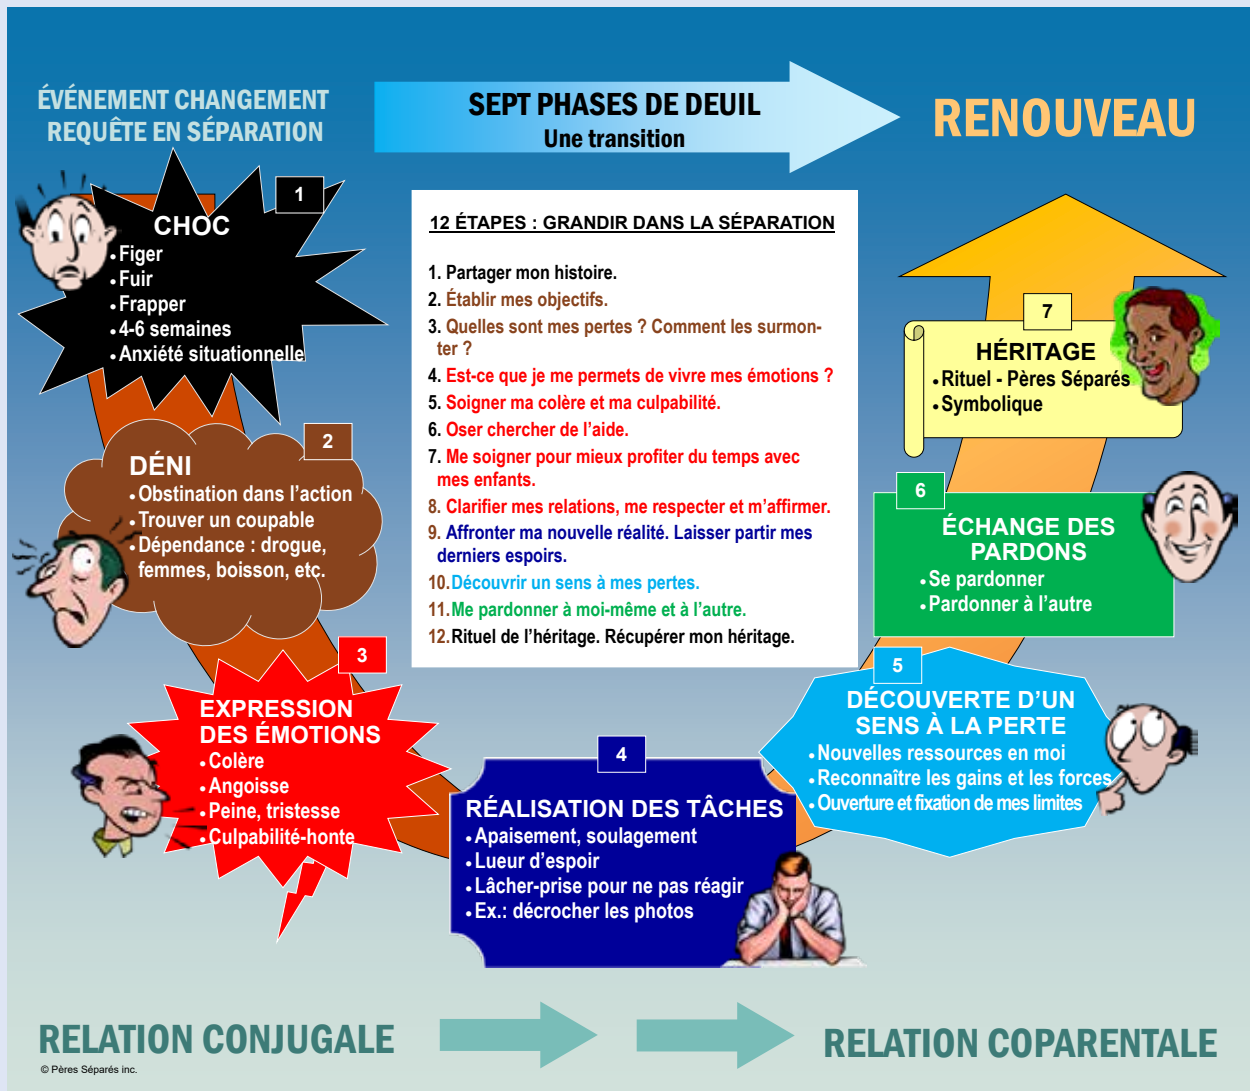 ÉVÉNEMENT CHANGEMENT
REQUÊTE EN SÉPARATION
SEPT PHASES DE DEUIL
Une transition
RENOUVEAU
1
CHOC
• Figer
• Fuir
• Frapper
• 4-6 semaines
• Anxiété situationnelle
2
DÉNI
• Obstination dans l’action
• Trouver un coupable
• Dépendance : drogue,
femmes, boisson, etc.
3
EXPRESSION
DES ÉMOTIONS
• Colère
• Angoisse
• Peine, tristesse
• Culpabilité-honte
12 ÉTAPES : GRANDIR DANS LA SÉPARATION
1. Partager mon histoire.
2. Établir mes objectifs.
3. Quelles sont mes pertes ? Comment les surmon-
ter ?
4. Est-ce que je me permets de vivre mes émotions ?
5. Soigner ma colère et ma culpabilité.
6. Oser chercher de l’aide.
7. Me soigner pour mieux profiter du temps avec
mes enfants.
8. Clarifier mes relations, me respecter et m’affirmer.
9. Affronter ma nouvelle réalité. Laisser partir mes
derniers espoirs.
10. Découvrir un sens à mes pertes.
11. Me pardonner à moi-même et à l’autre.
12. Rituel de l’héritage. Récupérer mon héritage.
4
RÉALISATION DES TÂCHES
• Apaisement, soulagement
• Lueur d’espoir
• Lâcher-prise pour ne pas réagir
• Ex.: décrocher les photos
5
DÉCOUVERTE D’UN
SENS À LA PERTE
• Nouvelles ressources en moi
• Reconnaître les gains et les forces
• Ouverture et fixation de mes limites
6
ÉCHANGE DES
PARDONS
• Se pardonner
• Pardonner à l’autre
7
HÉRITAGE
• Rituel - Pères Séparés
• Symbolique
RELATION CONJUGALE
RELATION COPARENTALE
© Pères Séparés inc.